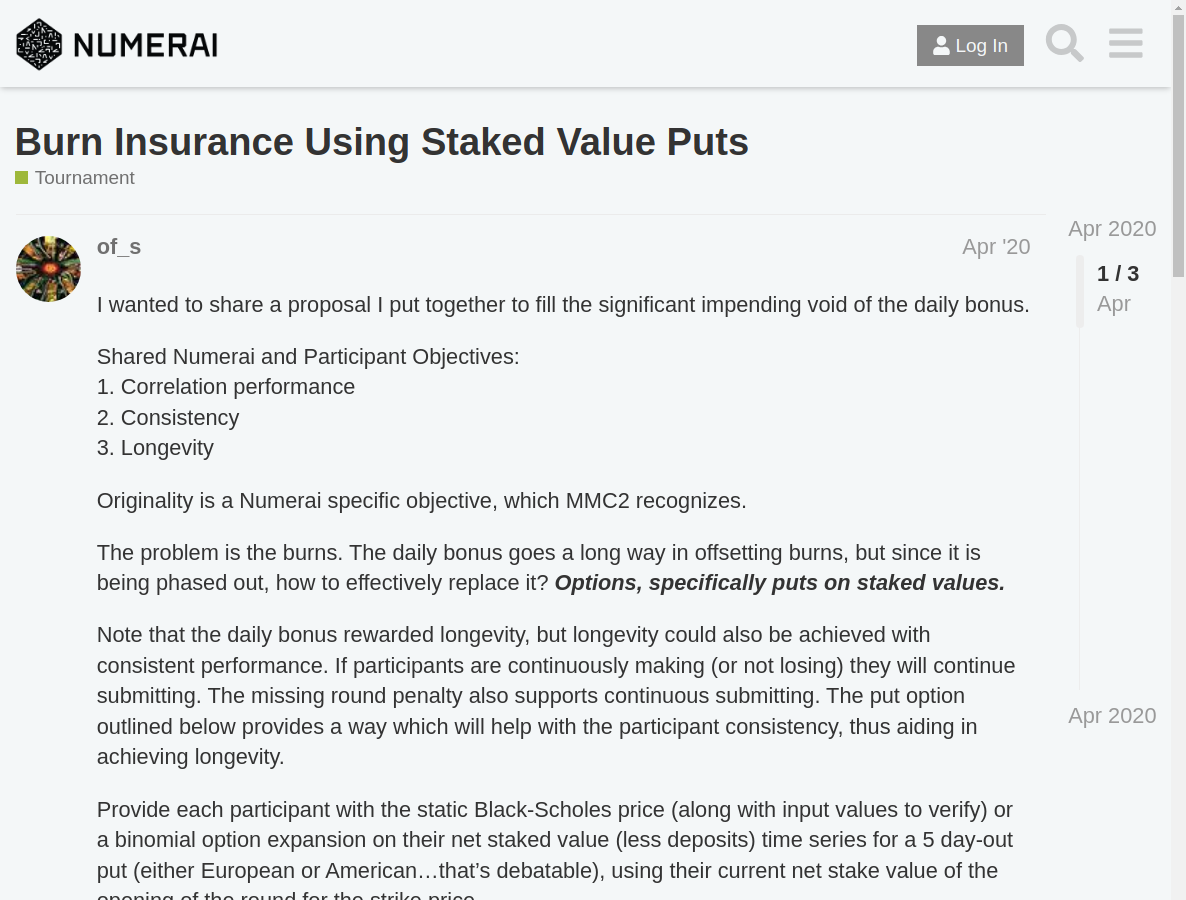 NUMERAI
Log In
Burn Insurance Using Staked Value Puts
Tournament
of_s
Apr '20
I wanted to share a proposal I put together to fill the significant impending void of the daily bonus.
Shared Numerai and Participant Objectives:
1. Correlation performance
2. Consistency
3. Longevity
Originality is a Numerai specific objective, which MMC2 recognizes.
The problem is the burns. The daily bonus goes a long way in offsetting burns, but since it is
being phased out, how to effectively replace it? Options, specifically puts on staked values.
Note that the daily bonus rewarded longevity, but longevity could also be achieved with
consistent performance. If participants are continuously making (or not losing) they will continue
submitting. The missing round penalty also supports continuous submitting. The put option
outlined below provides a way which will help with the participant consistency, thus aiding in
achieving longevity.
Provide each participant with the static Black-Scholes price (along with input values to verify) or
a binomial option expansion on their net staked value (less deposits) time series for a 5 day-out
put (either European or American…that’s debatable), using their current net stake value of the
opening of the round for the strike price.
Apr 2020
1 / 3
Apr
Apr 2020